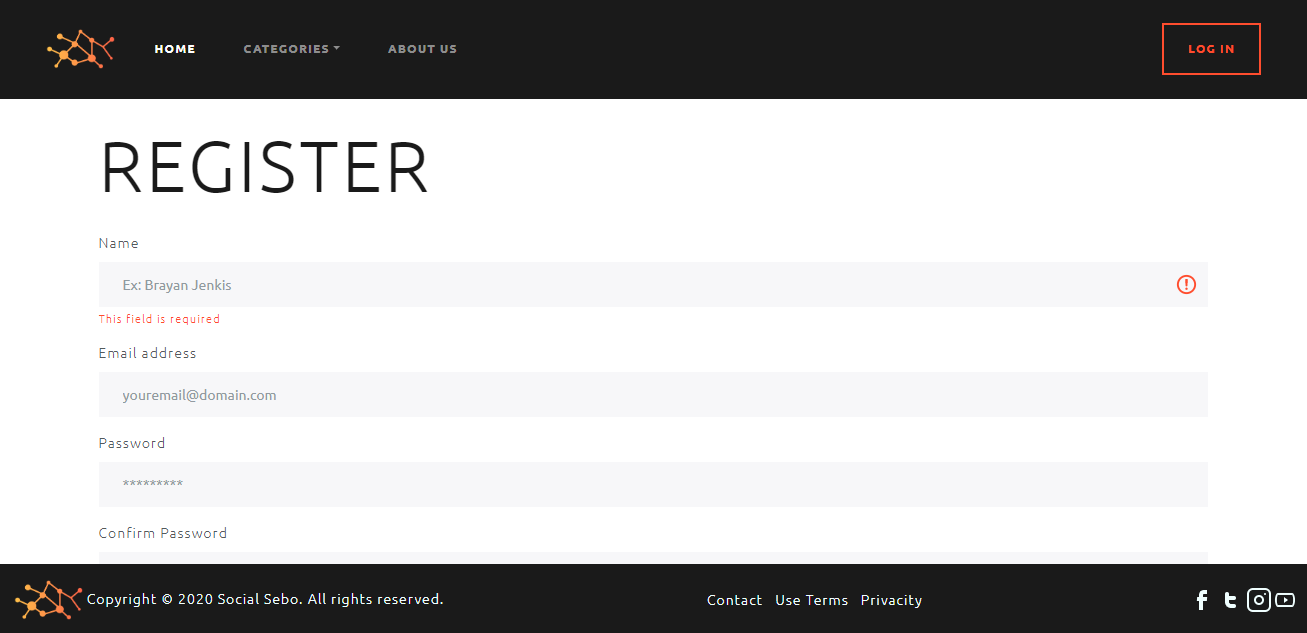 HOME CATEGORIES ABOUT US LOG IN
REGISTER
Name
Ex: Brayan Jenkis
This field is required
Email address
youremail@domain.com
Password
*********
Confirm Password
Copyright © 2020 Social Sebo. All rights reserved. Contact Use Terms Privacity